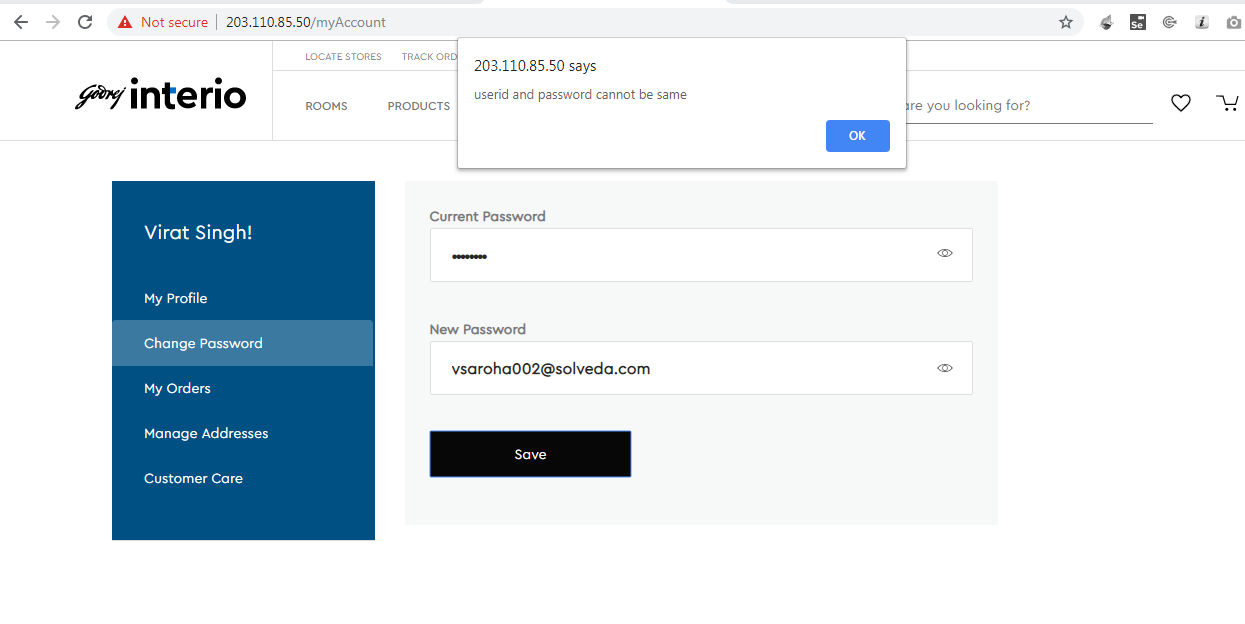 Not secure | 203.110.85.50/myAccount
Se
i
LOCATE STORES TRACK ORD
203.110.85.50 says
userid and password cannot be same
OK
Godrej interio
ROOMS PRODUCTS
are you looking for?
Virat Singh!
My Profile
Change Password
My Orders
Manage Addresses
Customer Care
Current Password
••••••••
New Password
vsaroha002@solveda.com
Save